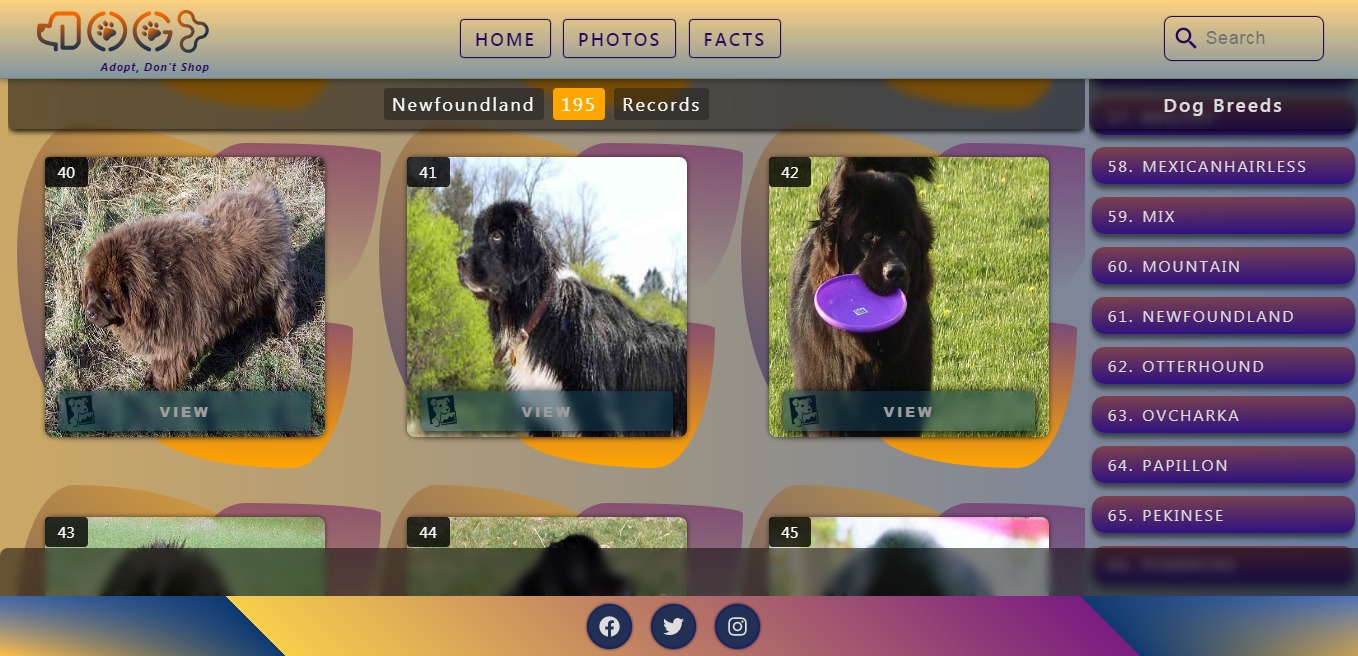 DOGS
Adopt, Don't Shop
HOME
PHOTOS
FACTS
Search
Newfoundland
195
Records
Dog Breeds
40
41
42
VIEW
VIEW
VIEW
43
44
45
58. MEXICANHAIRLESS
59. MIX
60. MOUNTAIN
61. NEWFOUNDLAND
62. OTTERHOUND
63. OVCHARKA
64. PAPILLON
65. PEKINESE